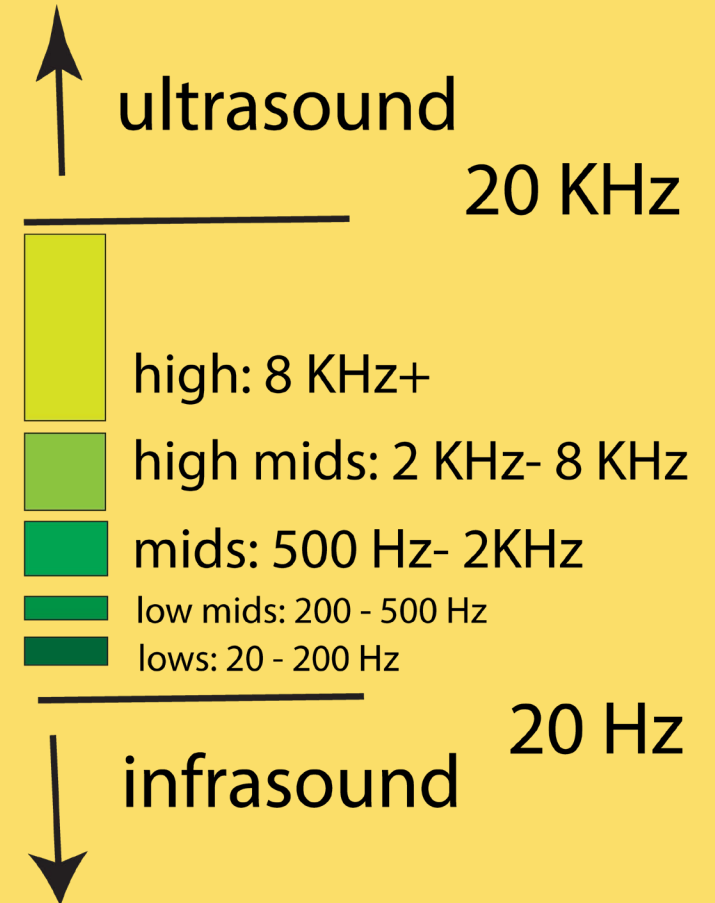 ultrasound
20 KHz
high: 8 KHz+
high mids: 2 KHz- 8 KHz
mids: 500 Hz- 2KHz
low mids: 200 - 500 Hz
lows: 20 - 200 Hz
20 Hz
infrasound